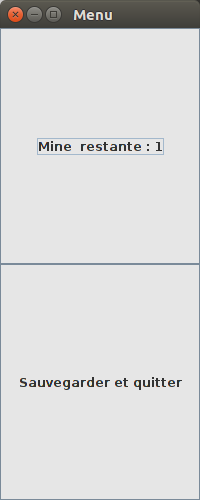 Menu
Mine  restante : 1
Sauvegarder et quitter